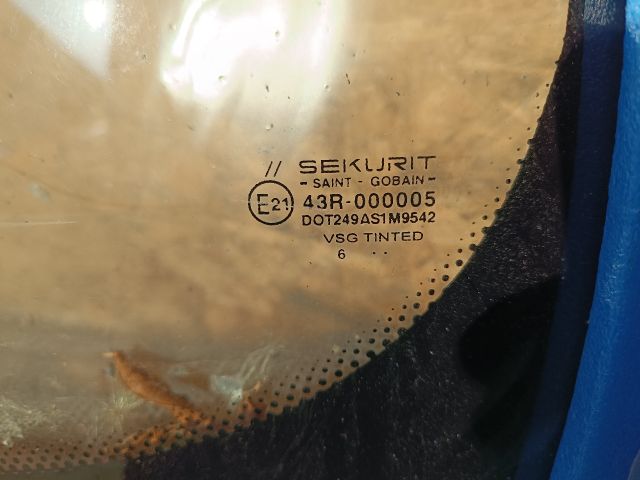 // SEKURIT
- SAINT - GOBAIN -
E21 43R-000005
DOT249AS1M9542
VSG TINTED
6 ..